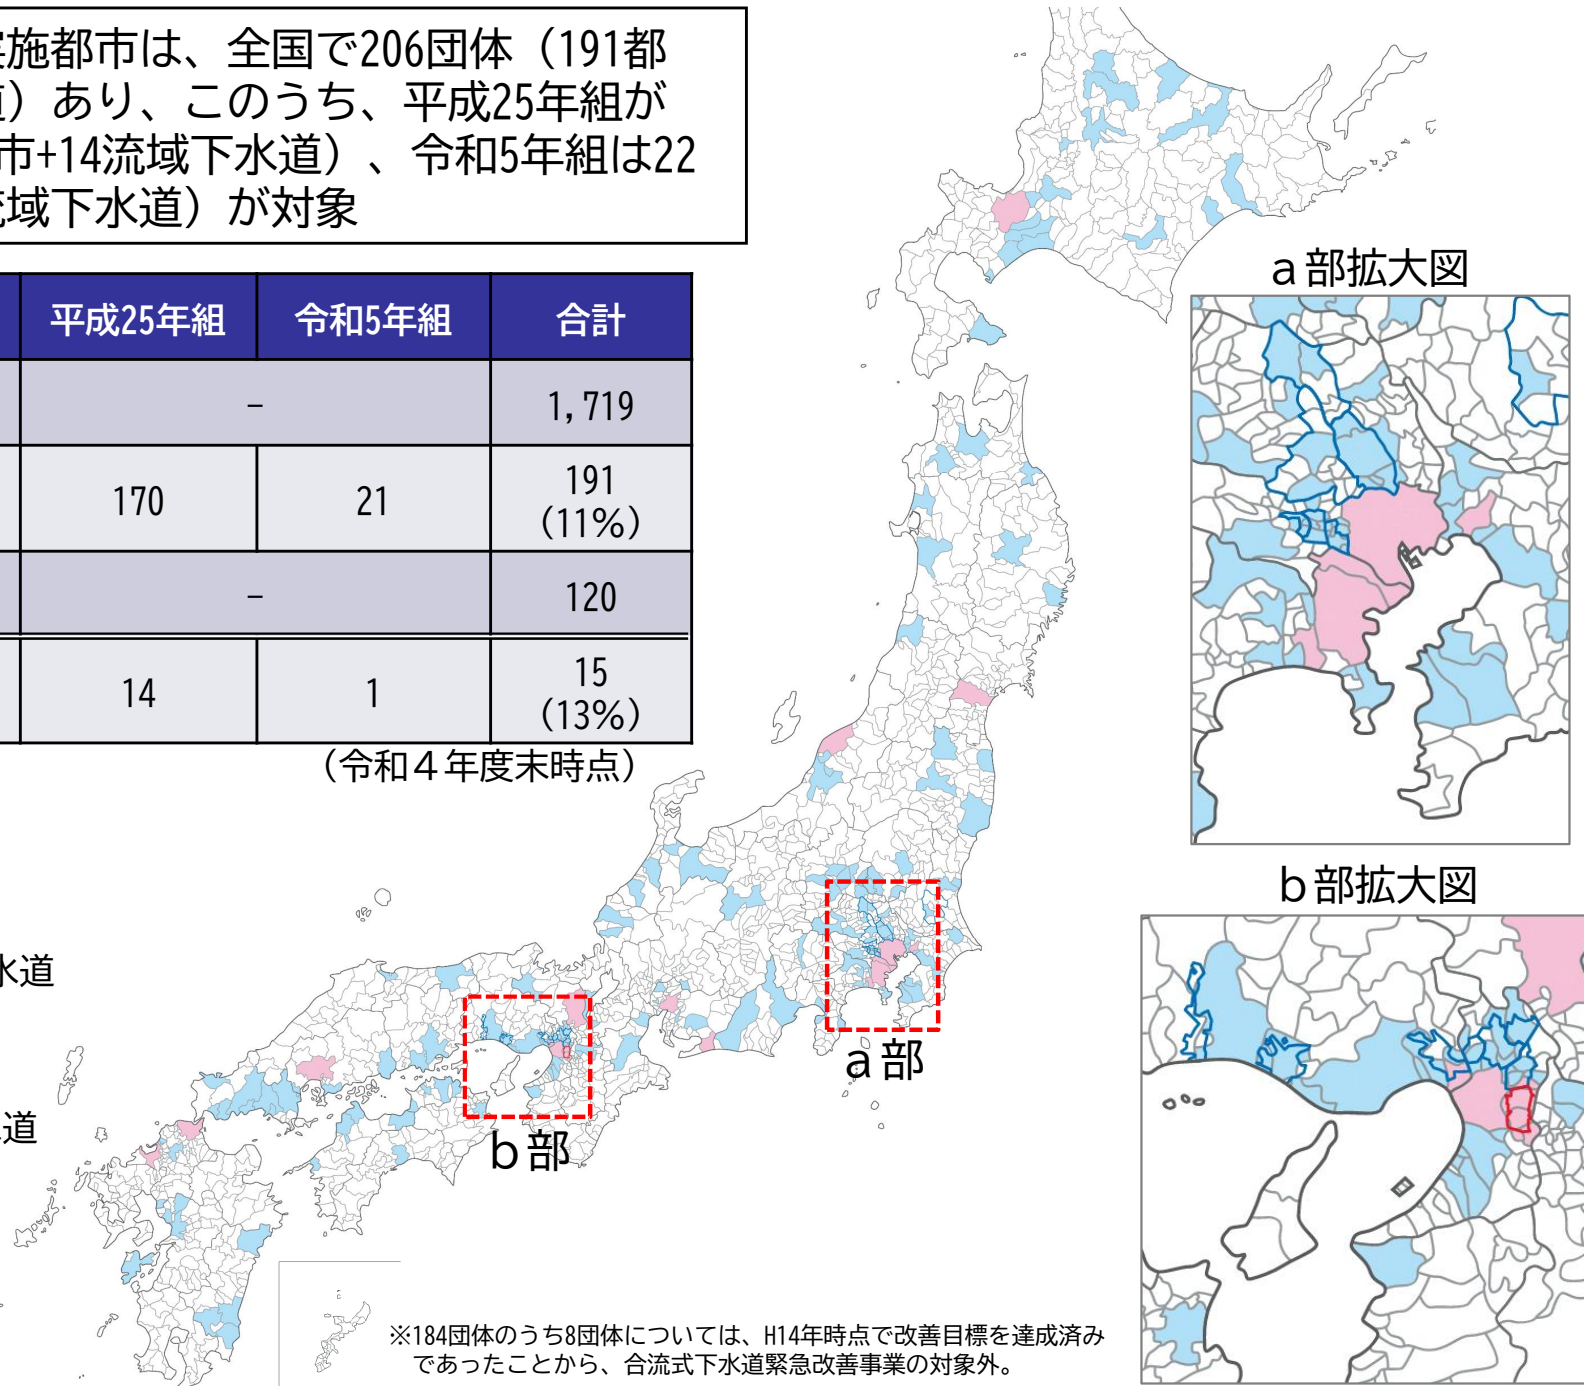 実施都市は、全国で206団体（191都
道）あり、このうち、平成25年組が
市+14流域下水道）、令和5年組は22
流域下水道）が対象
平成25年組 令和5年組 合計
－ 1,719
170 21 191
（11%）
－ 120
14 1 15
（13%）
（令和４年度末時点）
ａ部拡大図
ｂ部拡大図
水道
道
ａ部
ｂ部
※184団体のうち8団体については、H14年時点で改善目標を達成済み
であったことから、合流式下水道緊急改善事業の対象外。